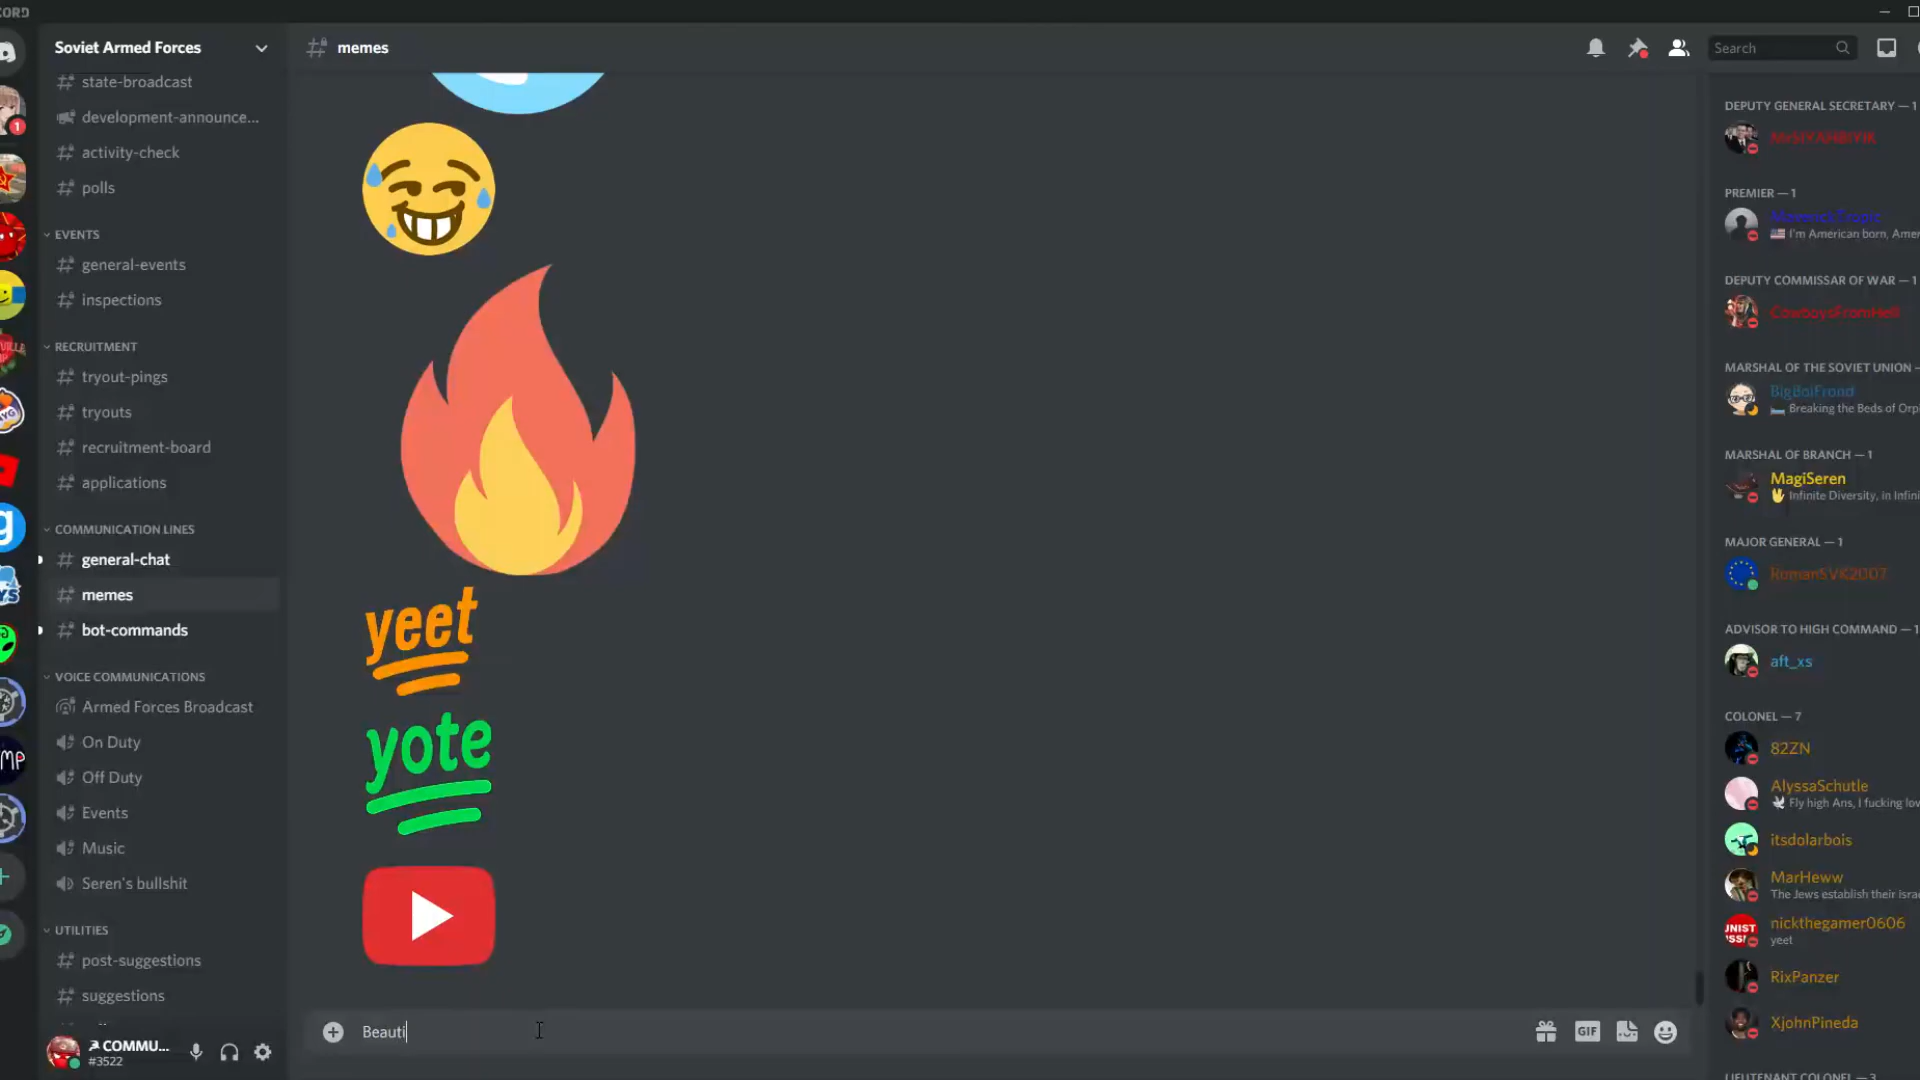 CORD
Soviet Armed Forces
memes
Search
state-broadcast
development-announce...
activity-check
polls
EVENTS
general-events
inspections
RECRUITMENT
tryout-pings
tryouts
recruitment-board
applications
COMMUNICATION LINES
general-chat
memes
bot-commands
VOICE COMMUNICATIONS
Armed Forces Broadcast
On Duty
Off Duty
Events
Music
Seren's bullshit
UTILITIES
post-suggestions
suggestions
COMMU...
#3522
1
yeet
yote
Beauti
GIF
DEPUTY GENERAL SECRETARY — 1
PREMIER — 1
MaverickTropic
I'm American born, Amer
DEPUTY COMMISSAR OF WAR — 1
CowboysFromHell
MARSHAL OF THE SOVIET UNION —
BigBoiFrond
Breaking the Beds of Orp
MARSHAL OF BRANCH — 1
MagiSeren
Infinite Diversity, in Infini
MAJOR GENERAL — 1
RomanSVK2007
ADVISOR TO HIGH COMMAND — 1
aft_xs
COLONEL — 7
82ZN
AlyssaSchutle
Fly high Ans, I fucking lov
itsdolarbois
MarHeww
The Jews establish their israe
nickthegamer0606
yeet
RixPanzer
XjohnPineda
LIEUTENANT COLONEL — 3